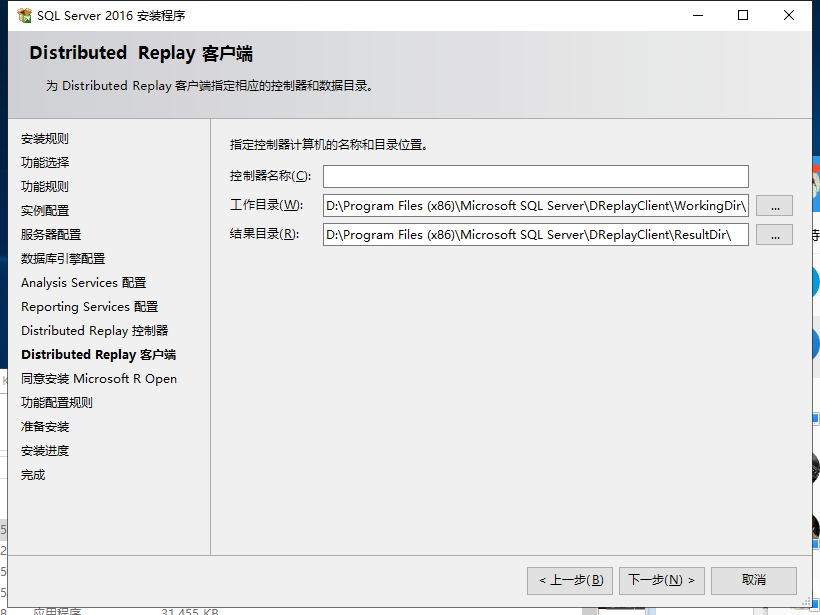 SQL Server 2016 安装程序
Distributed Replay 客户端
为 Distributed Replay 客户端指定相应的控制器和数据目录。
安装规则
功能选择
功能规则
实例配置
服务器配置
数据库引擎配置
Analysis Services 配置
Reporting Services 配置
Distributed Replay 控制器
Distributed Replay 客户端
同意安装 Microsoft R Open
功能配置规则
准备安装
安装进度
完成
指定控制器计算机的名称和目录位置。
控制器名称(C):
工作目录(W): D:\Program Files (x86)\Microsoft SQL Server\DReplayClient\WorkingDir\ ...
结果目录(R): D:\Program Files (x86)\Microsoft SQL Server\DReplayClient\ResultDir\ ...
< 上一步(B) 下一步(N) > 取消
应用程序 31,455 KB